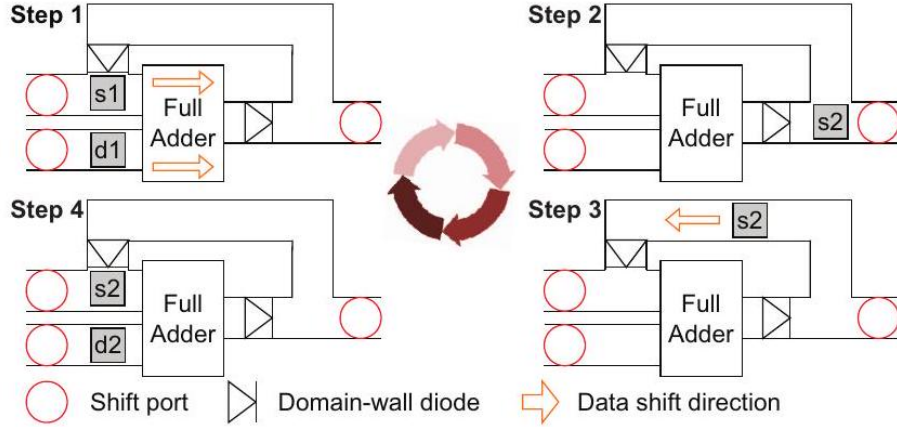 Step 1
s1
d1
Full
Adder
Step 2
Full
Adder
s2
Step 4
s2
d2
Full
Adder
Step 3
s2
Full
Adder
Shift port
Domain-wall diode
Data shift direction